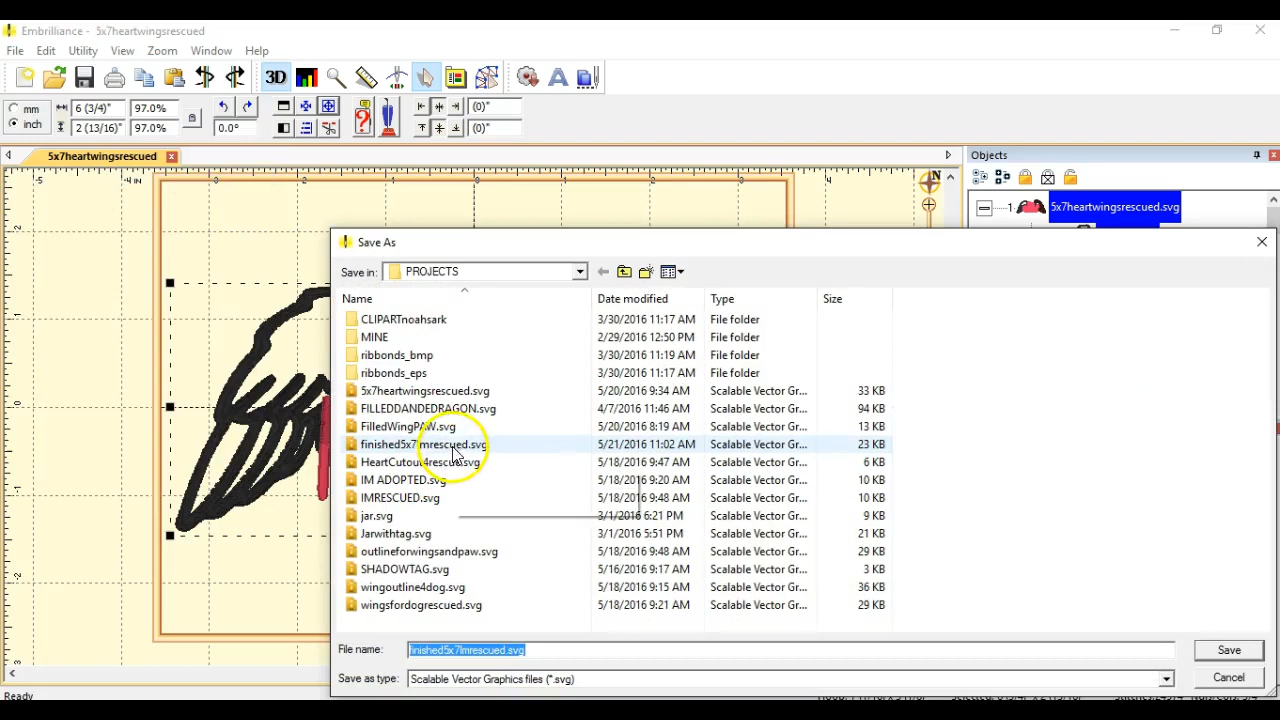 Embrilliance - 5x7heartwingsrescued
File Edit Utility View Zoom Window Help
3D A
mm 6 (3/4)" 97.0% (0)"
inch 2 (13/16)" 97.0% 0.0° (0)"
5x7heartwingsrescued
Objects
-5 -4 IN 3 2 1 0 1 2 3 4
N
1 5x7heartwingsrescued.svg
Save As
Save in: PROJECTS
Name Date modified Type Size
CLIPARTnoahsark 3/30/2016 11:17 AM File folder
MINE 2/29/2016 12:50 PM File folder
ribbonds_bmp 3/30/2016 11:19 AM File folder
ribbonds_eps 3/30/2016 11:17 AM File folder
5x7heartwingsrescued.svg 5/20/2016 9:34 AM Scalable Vector Gr... 33 KB
FILLEDDANDEDRAGON.svg 4/7/2016 11:46 AM Scalable Vector Gr... 94 KB
FilledWingPAW.svg 5/20/2016 8:19 AM Scalable Vector Gr... 13 KB
finished5x7Imrescued.svg 5/21/2016 11:02 AM Scalable Vector Gr... 23 KB
HeartCutout4rescue.svg 5/18/2016 9:47 AM Scalable Vector Gr... 6 KB
IM ADOPTED.svg 5/18/2016 9:20 AM Scalable Vector Gr... 10 KB
IMRESCUED.svg 5/18/2016 9:48 AM Scalable Vector Gr... 10 KB
jar.svg 3/1/2016 6:21 PM Scalable Vector Gr... 9 KB
Jarwithtag.svg 3/1/2016 5:51 PM Scalable Vector Gr... 21 KB
outlineforwingsandpaw.svg 5/18/2016 9:48 AM Scalable Vector Gr... 29 KB
SHADOWTAG.svg 5/16/2016 9:17 AM Scalable Vector Gr... 3 KB
wingoutline4dog.svg 5/18/2016 9:15 AM Scalable Vector Gr... 36 KB
wingsfordogrescued.svg 5/18/2016 9:21 AM Scalable Vector Gr... 29 KB
File name: finished5x7Imrescued.svg Save
Save as type: Scalable Vector Graphics files (*.svg) Cancel
Ready